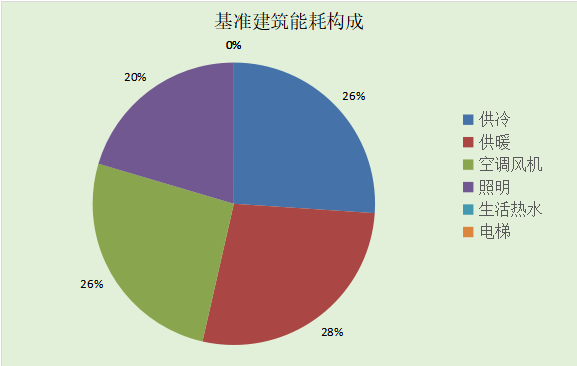 基准建筑能耗构成
0%
20%
26%
26%
28%
供冷
供暖
空调风机
照明
生活热水
电梯